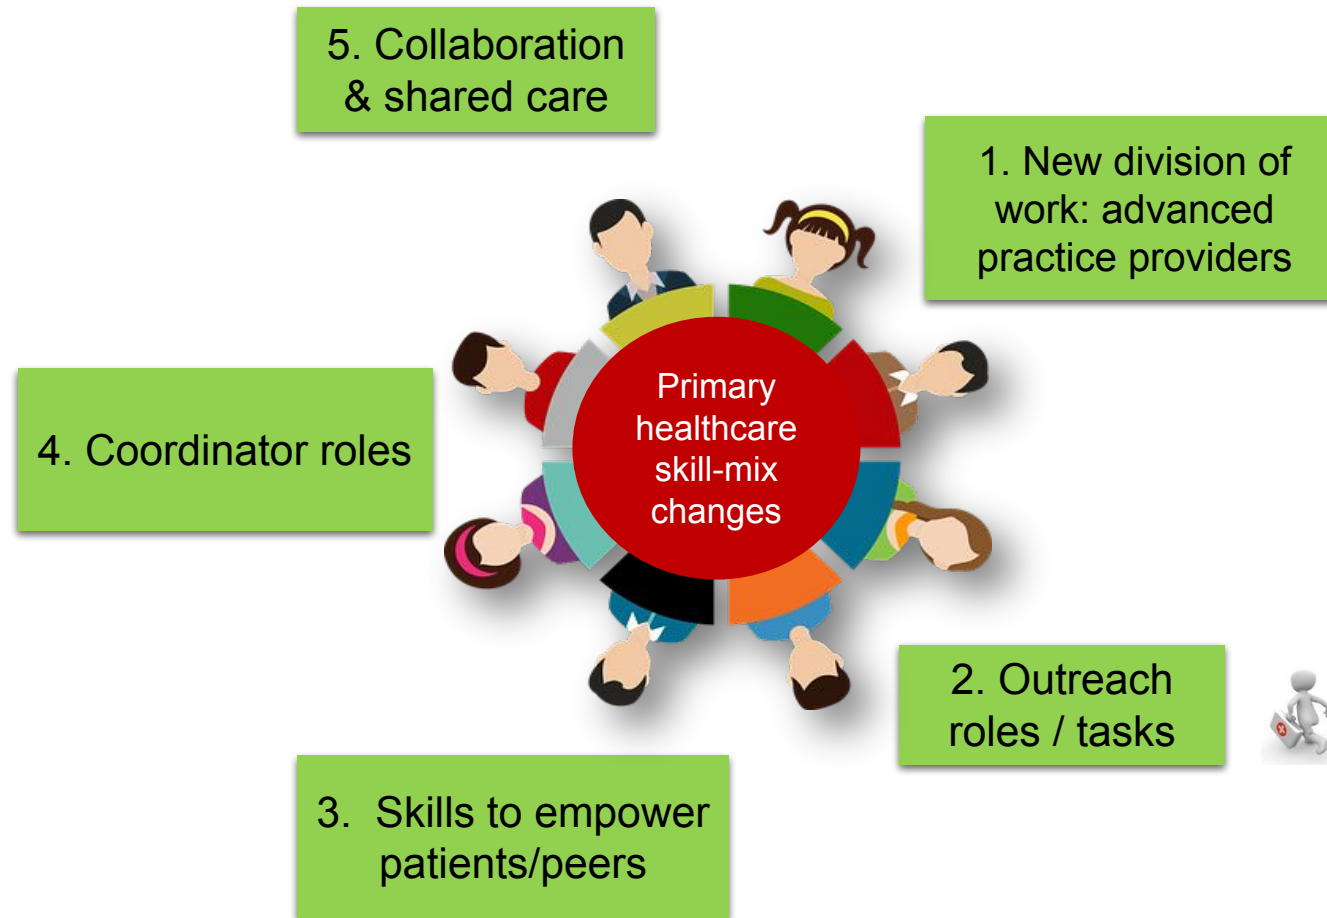 5. Collaboration
& shared care
1. New division of
work: advanced
practice providers
Primary
healthcare
skill-mix
changes
4. Coordinator roles
2. Outreach
roles / tasks
3.  Skills to empower
patients/peers